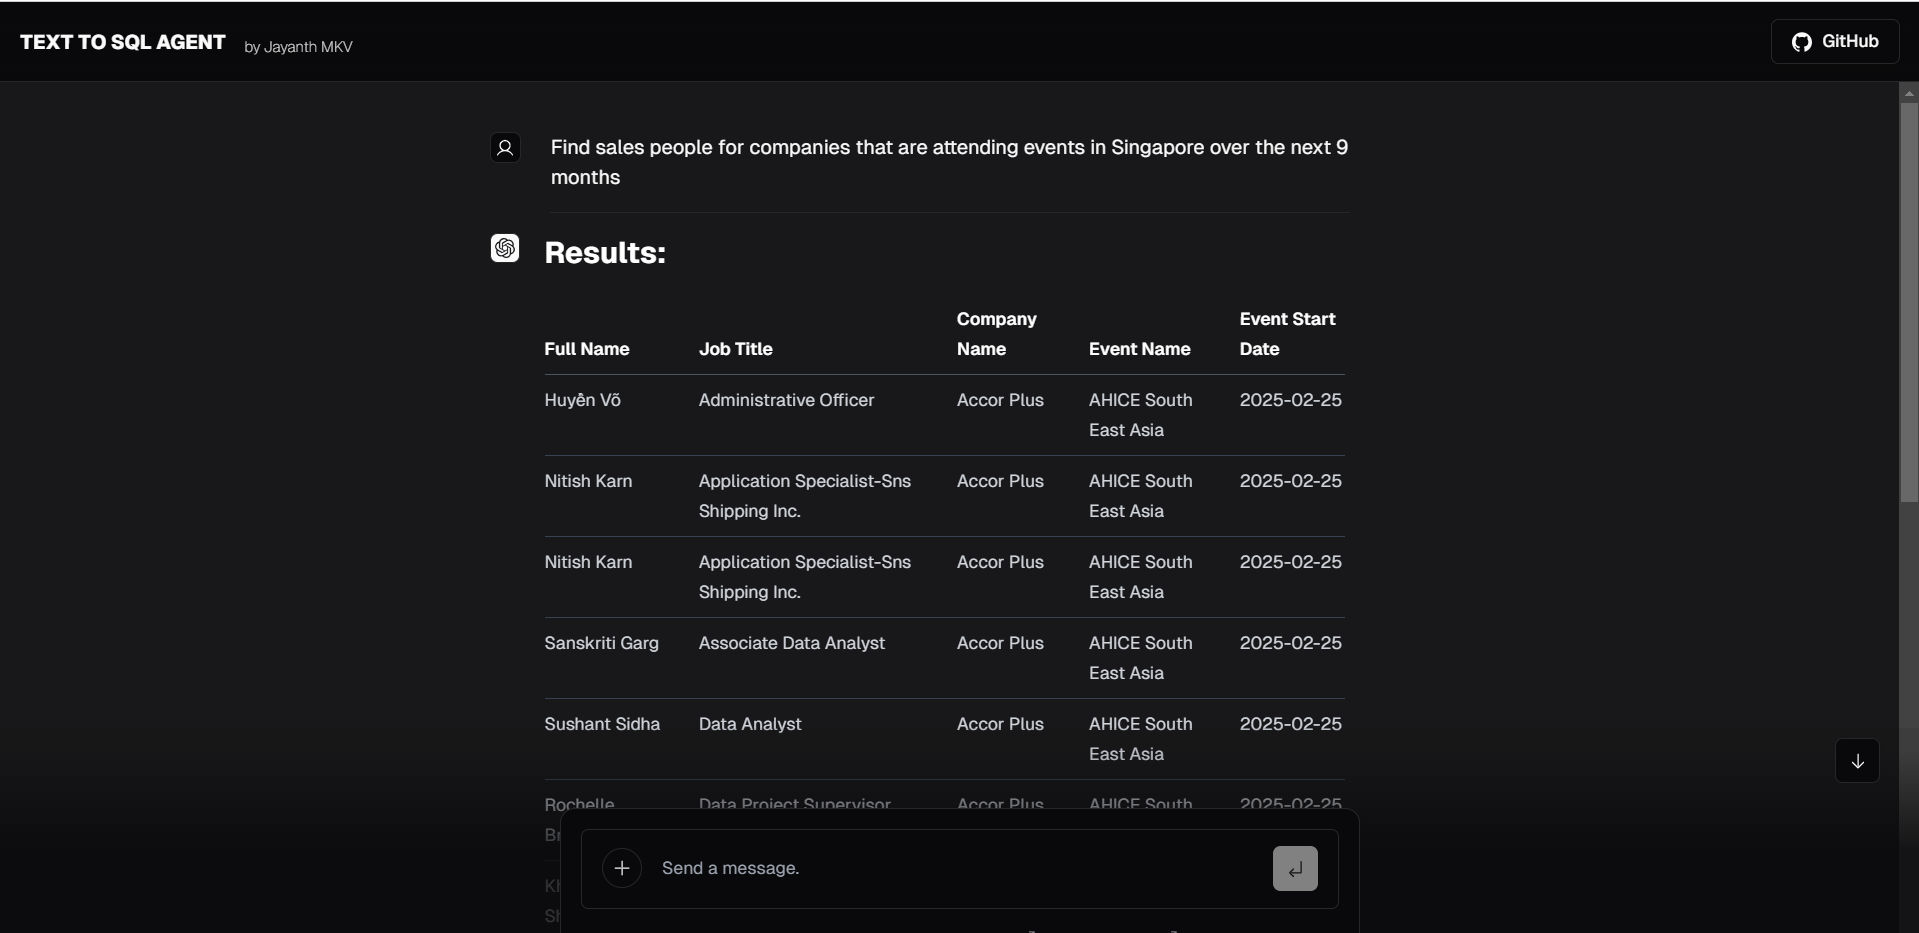 TEXT TO SQL AGENT by Jayanth MKV
GitHub
Find sales people for companies that are attending events in Singapore over the next 9
months
Results:
Company Event Start
Full Name Job Title Name Event Name Date
Huyền Võ Administrative Officer Accor Plus AHICE South 2025-02-25
East Asia
Nitish Karn Application Specialist-Sns Accor Plus AHICE South 2025-02-25
Shipping Inc. East Asia
Nitish Karn Application Specialist-Sns Accor Plus AHICE South 2025-02-25
Shipping Inc. East Asia
Sanskriti Garg Associate Data Analyst Accor Plus AHICE South 2025-02-25
East Asia
Sushant Sidha Data Analyst Accor Plus AHICE South 2025-02-25
East Asia
Rochelle Data Project Supervisor Accor Plus AHICE South 2025-02-25
Send a message.